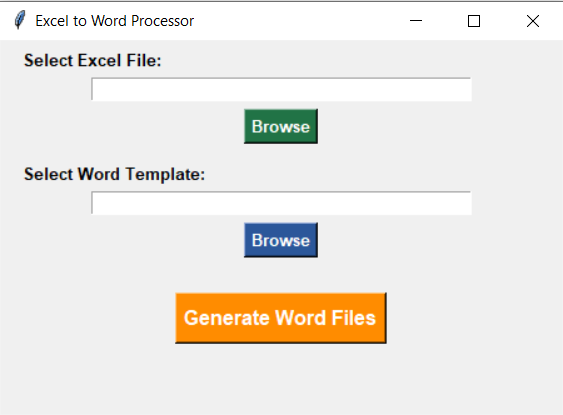 Excel to Word Processor
Select Excel File:
Browse
Select Word Template:
Browse
Generate Word Files